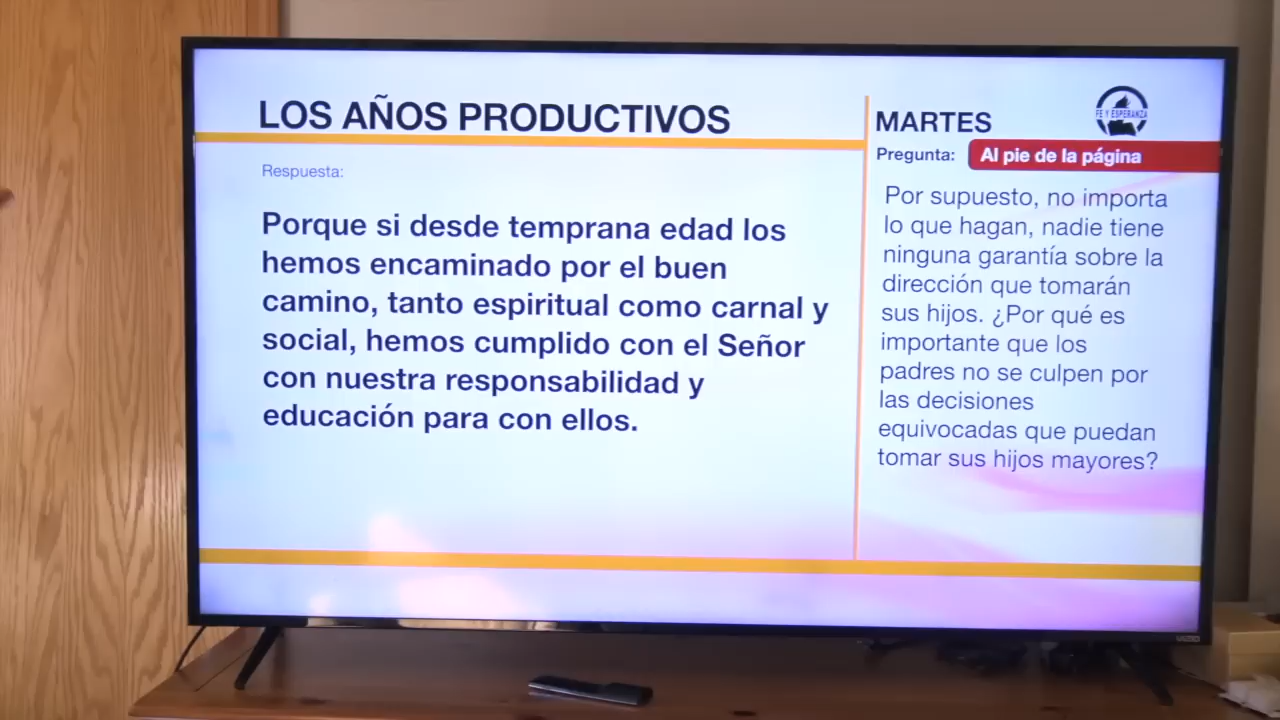 LOS AÑOS PRODUCTIVOS
Respuesta:
Porque si desde temprana edad los
hemos encaminado por el buen
camino, tanto espiritual como carnal y
social, hemos cumplido con el Señor
con nuestra responsabilidad y
educación para con ellos.
MARTES
FE Y ESPERANZA
Pregunta: Al pie de la página
Por supuesto, no importa
lo que hagan, nadie tiene
ninguna garantía sobre la
dirección que tomarán
sus hijos. ¿Por qué es
importante que los
padres no se culpen por
las decisiones
equivocadas que puedan
tomar sus hijos mayores?
VIZIO